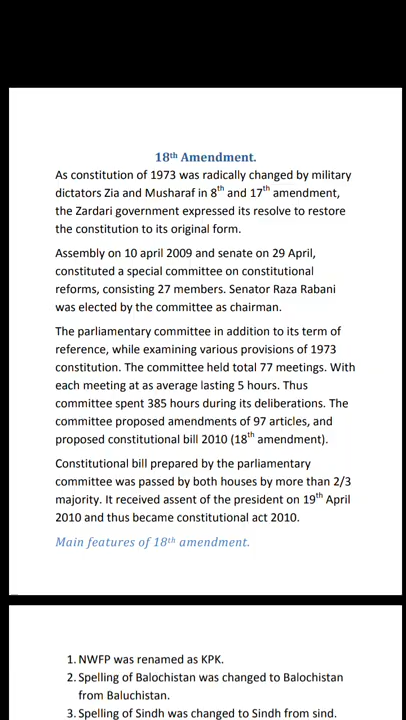 18th Amendment.
As constitution of 1973 was radically changed by military
dictators Zia and Musharaf in 8th and 17th amendment,
the Zardari government expressed its resolve to restore
the constitution to its original form.
Assembly on 10 april 2009 and senate on 29 April,
constituted a special committee on constitutional
reforms, consisting 27 members. Senator Raza Rabani
was elected by the committee as chairman.
The parliamentary committee in addition to its term of
reference, while examining various provisions of 1973
constitution. The committee held total 77 meetings. With
each meeting at as average lasting 5 hours. Thus
committee spent 385 hours during its deliberations. The
committee proposed amendments of 97 articles, and
proposed constitutional bill 2010 (18th amendment).
Constitutional bill prepared by the parliamentary
committee was passed by both houses by more than 2/3
majority. It received assent of the president on 19th April
2010 and thus became constitutional act 2010.
Main features of 18th amendment.
1. NWFP was renamed as KPK.
2. Spelling of Balochistan was changed to Balochistan
from Baluchistan.
3. Spelling of Sindh was changed to Sindh from sind.